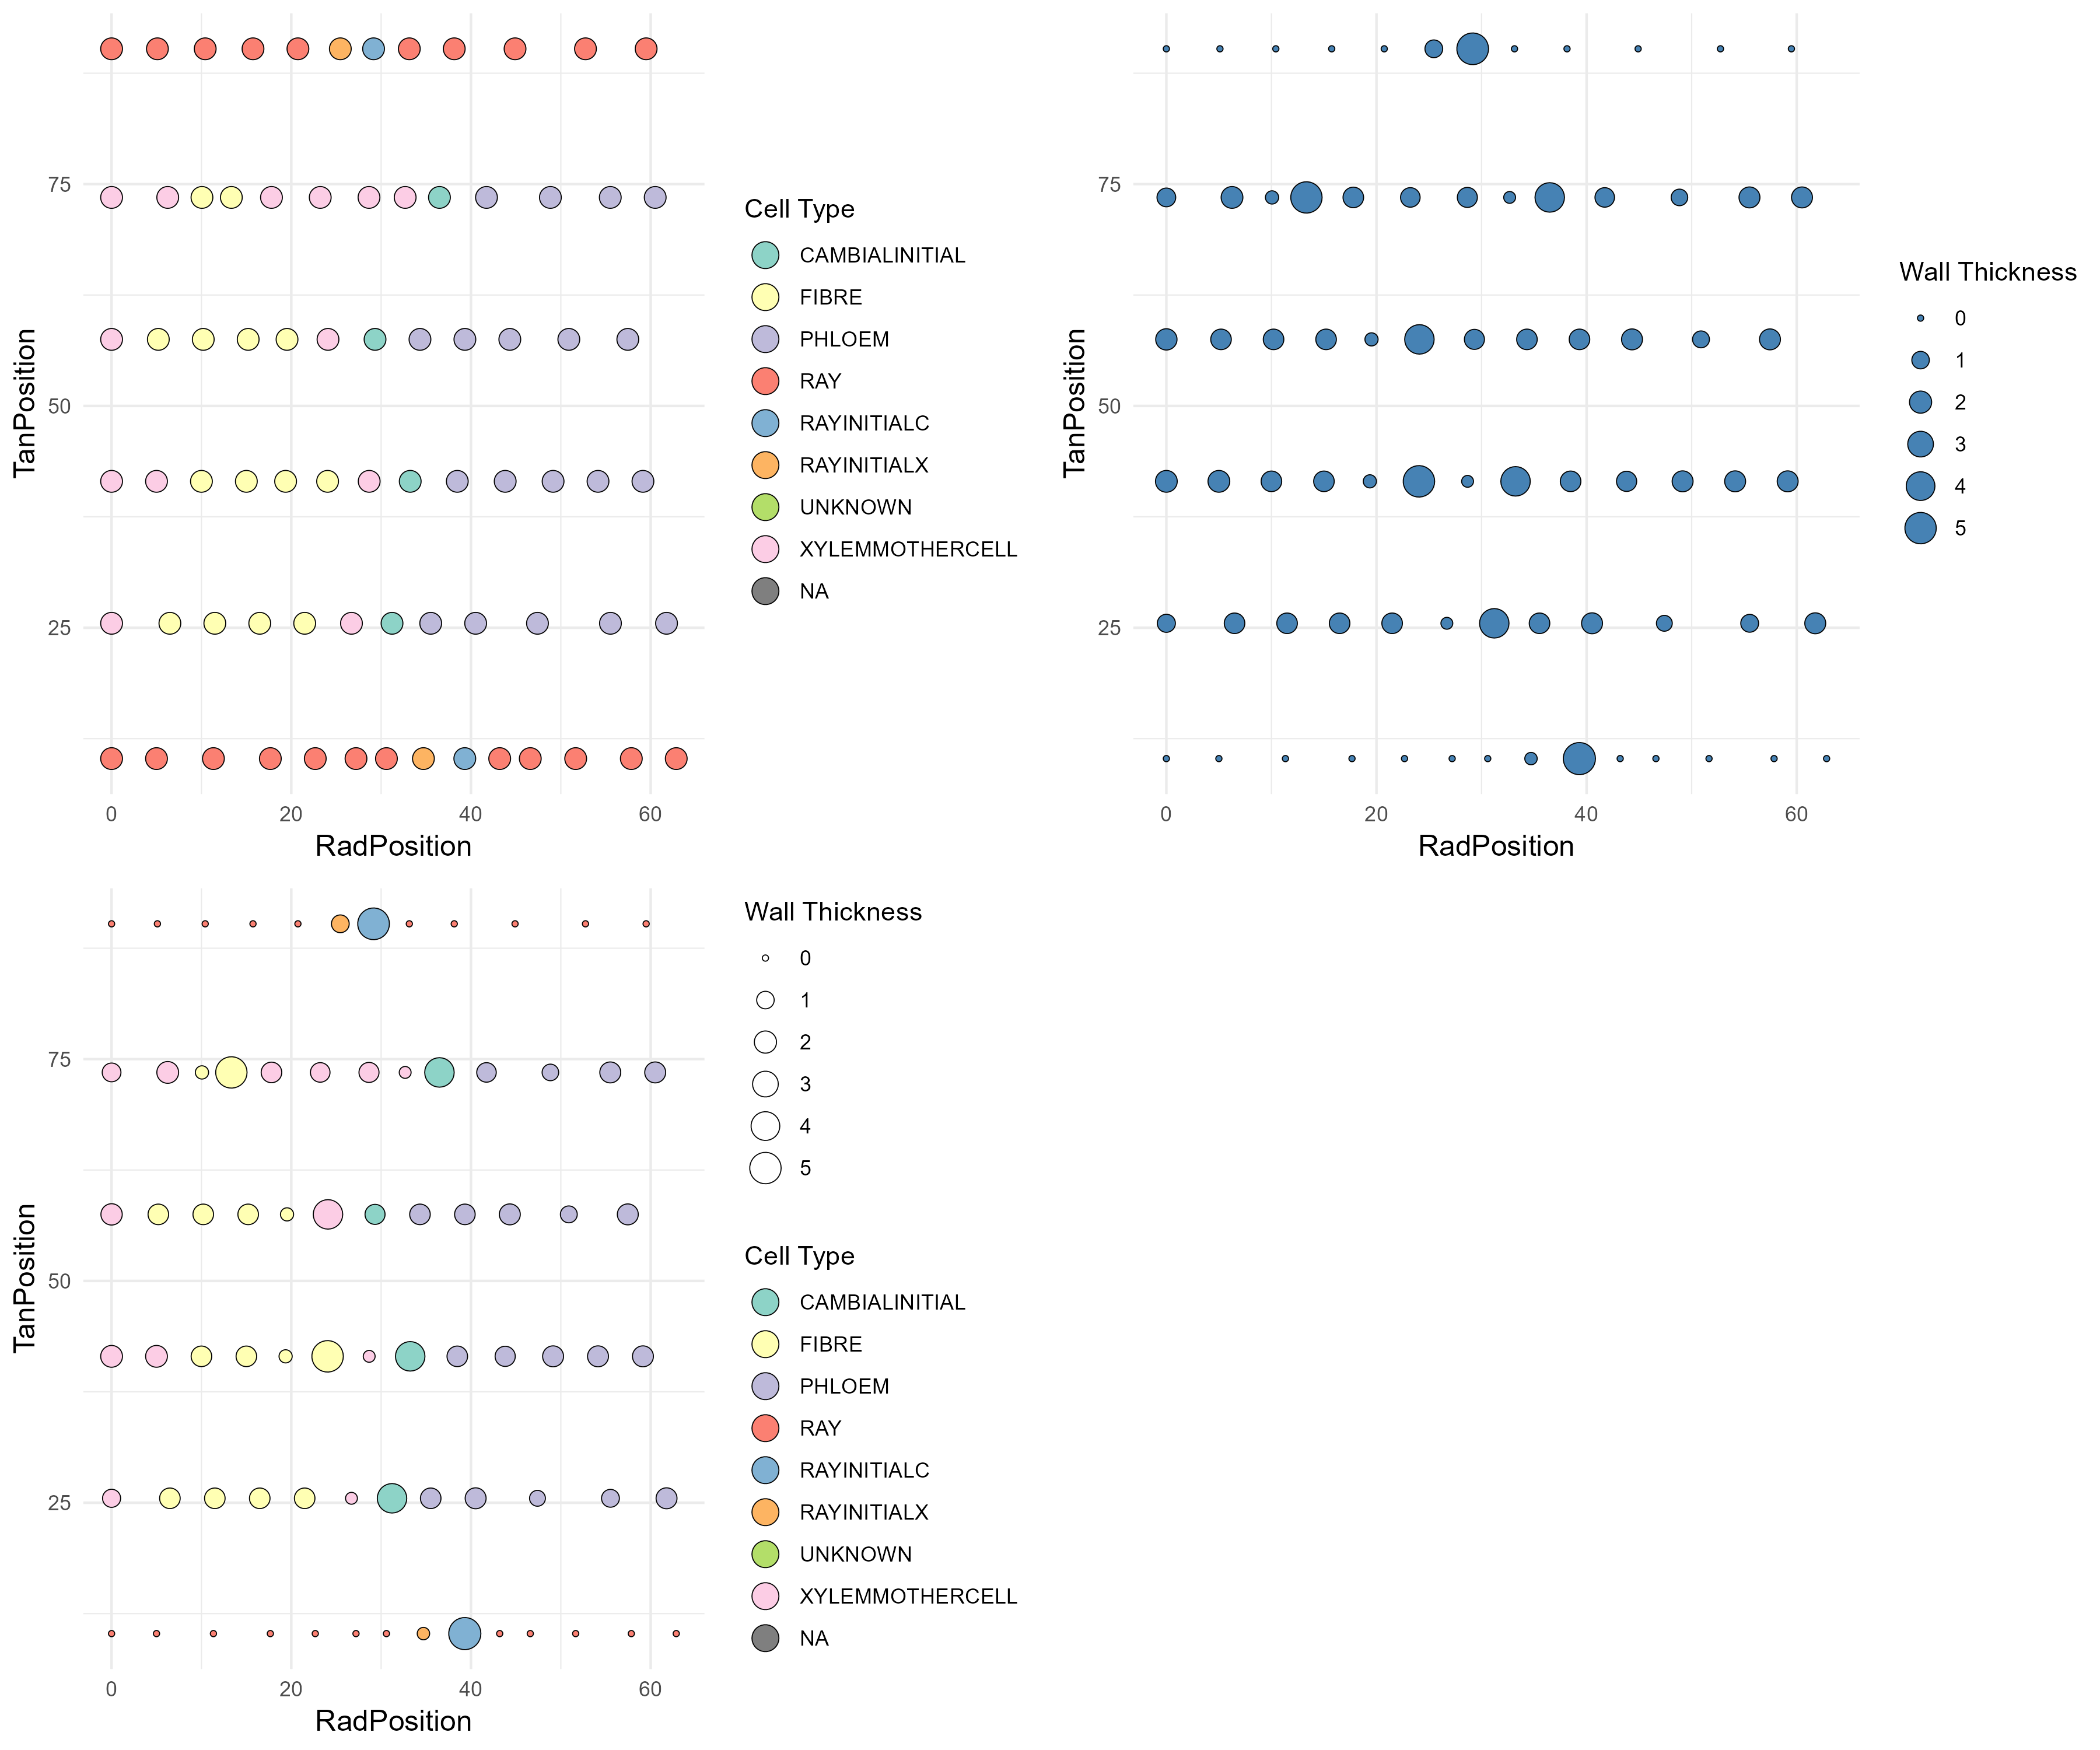 75
50
25
0 20 40 60
RadPosition
TanPosition
Cell Type
CAMBIALINITIAL
FIBRE
PHLOEM
RAY
RAYINITIALC
RAYINITIALX
UNKNOWN
XYLEMMOTHERCELL
NA
75
50
25
0 20 40 60
RadPosition
TanPosition
Wall Thickness
0
1
2
3
4
5
75
50
25
0 20 40 60
RadPosition
TanPosition
Wall Thickness
0
1
2
3
4
5
Cell Type
CAMBIALINITIAL
FIBRE
PHLOEM
RAY
RAYINITIALC
RAYINITIALX
UNKNOWN
XYLEMMOTHERCELL
NA